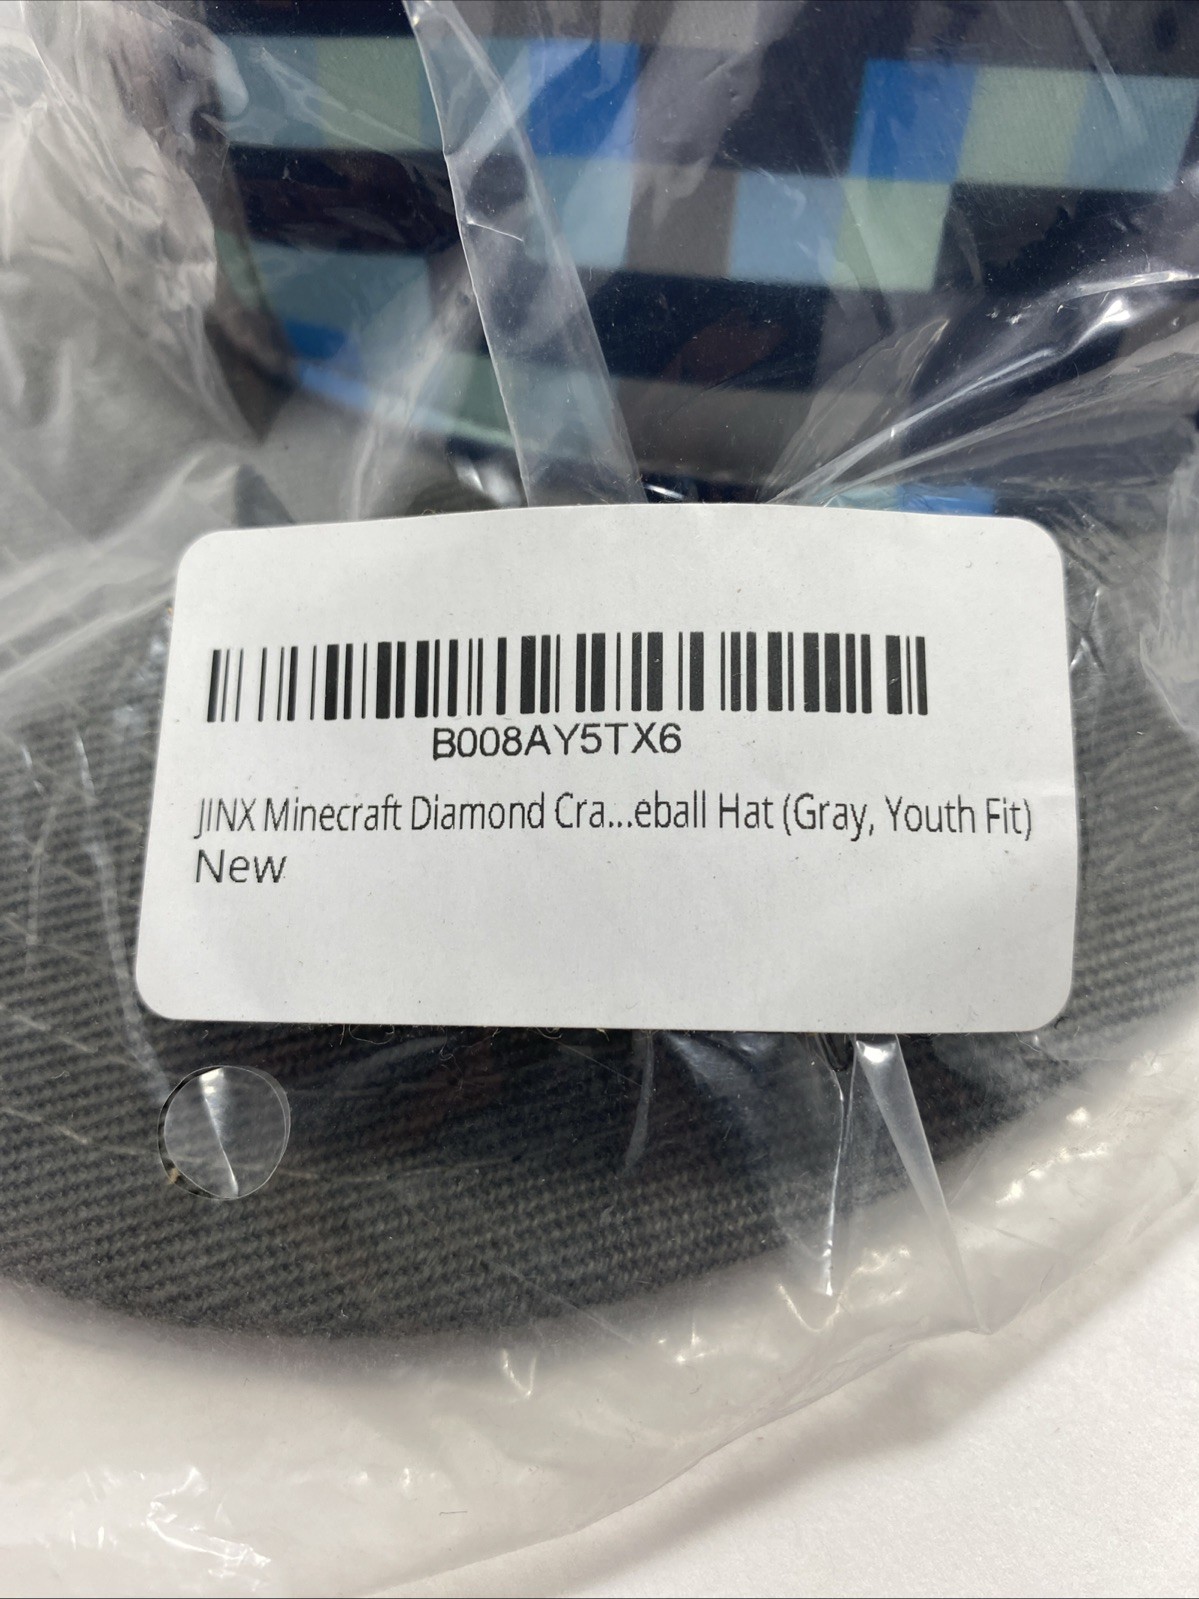 B008AY5TX6
JINX Minecraft Diamond Cra...eball Hat (Gray, Youth Fit)
New